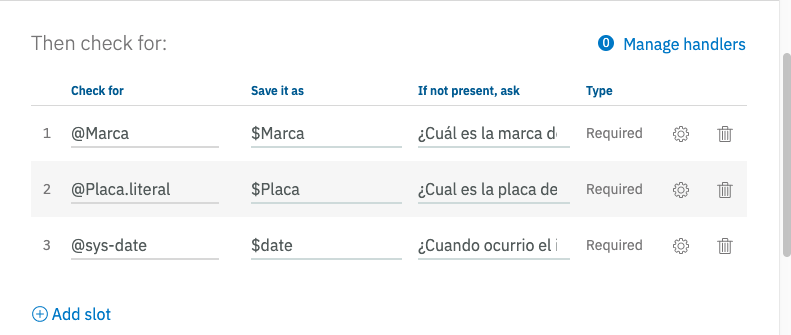 Then check for:
0 Manage handlers
Check for Save it as If not present, ask Type
1 @Marca $Marca ¿Cuál es la marca Required
2 @Placa.literal $Placa ¿Cual es la placa de Required
3 @sys-date $date ¿Cuando ocurrio el Required
Add slot